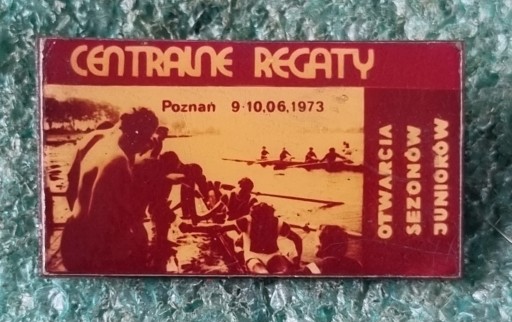 CENTRALNE REGATY
Poznań 9-10.06.1973
OTWARCIA
SEZONÓW
JUNIORÓW